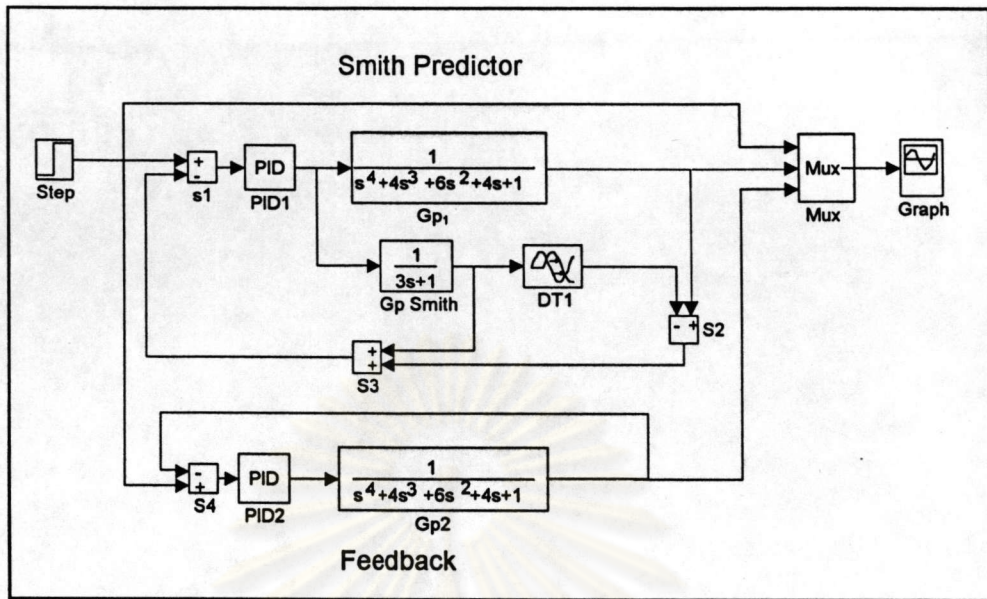 Smith Predictor
Step
+
-
s1
PID
PID1
1
s⁴+4s³+6s²+4s+1
Gp₁
Mux
Mux
Graph
1
3s+1
Gp Smith
DT1
- +
S2
+
+
S3
-
+
S4
PID
PID2
1
s⁴+4s³+6s²+4s+1
Gp2
Feedback